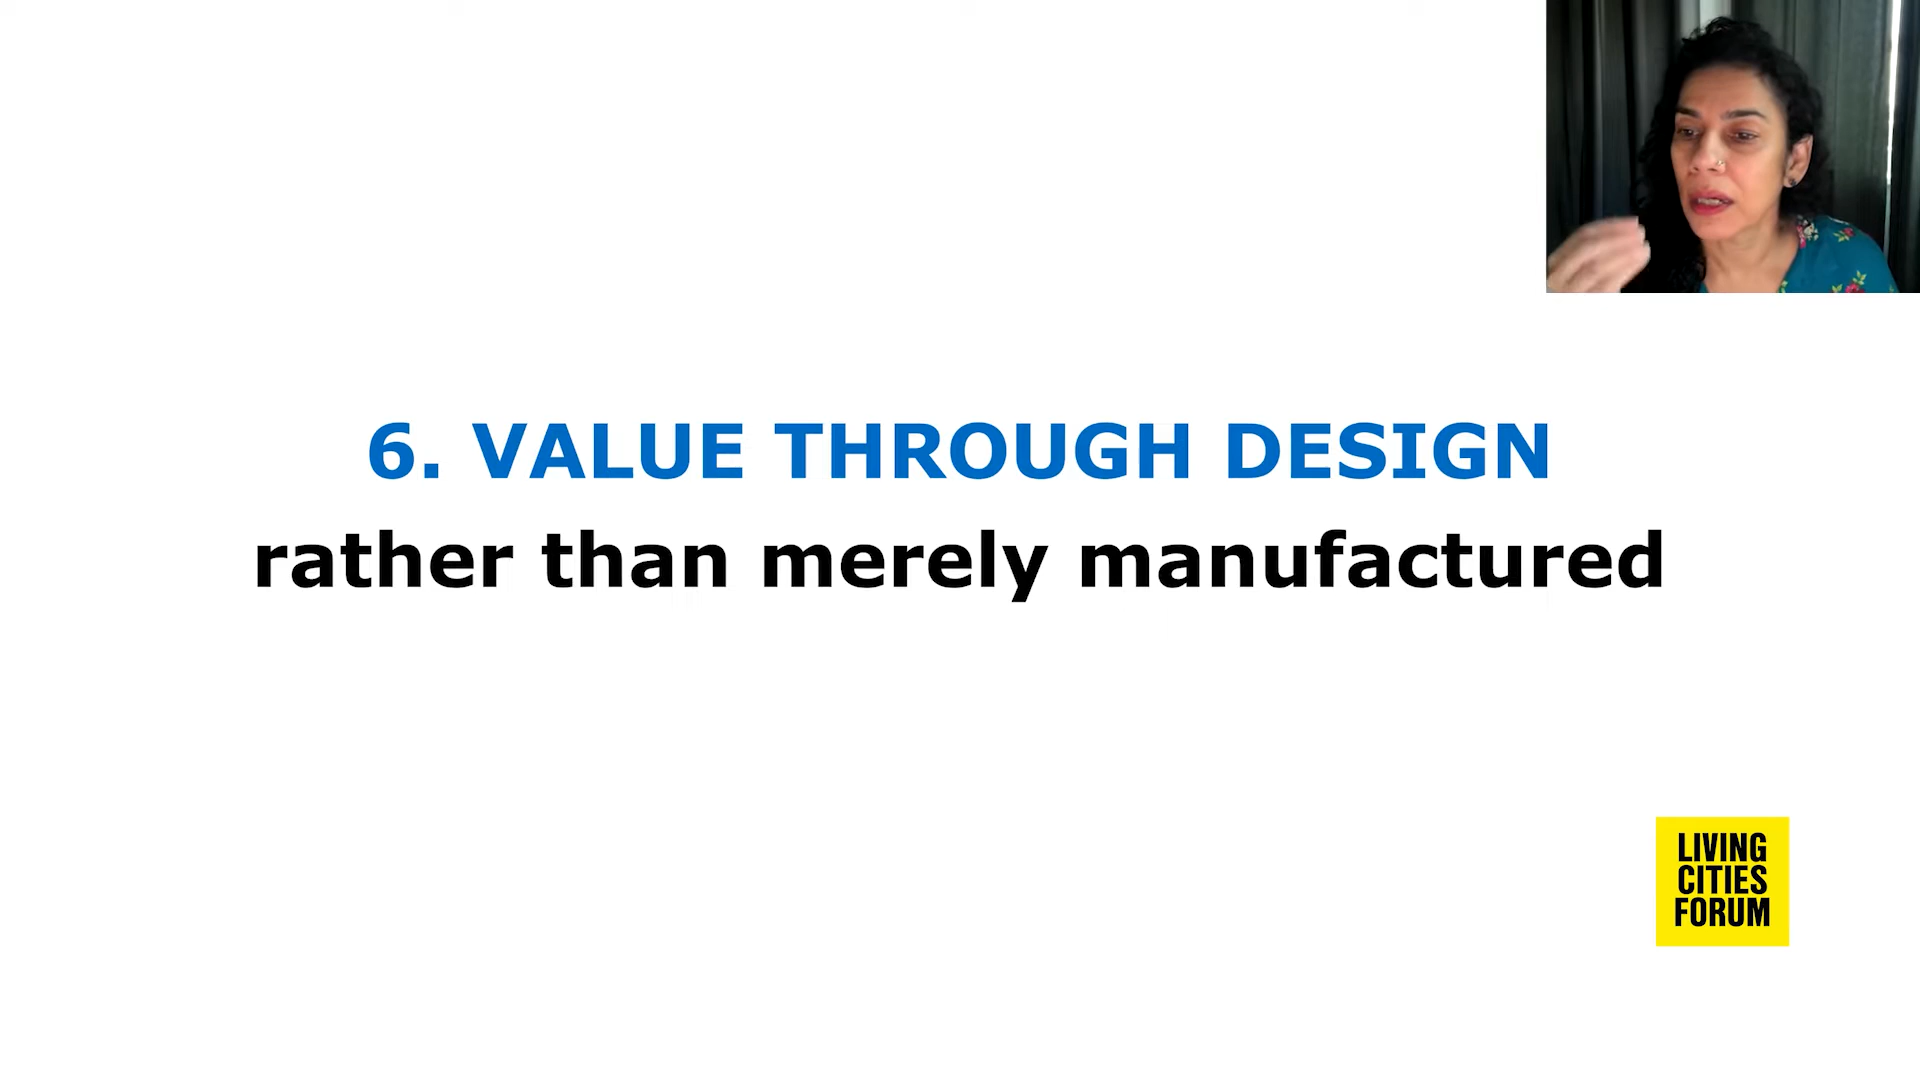 6. VALUE THROUGH DESIGN
rather than merely manufactured
LIVING
CITIES
FORUM